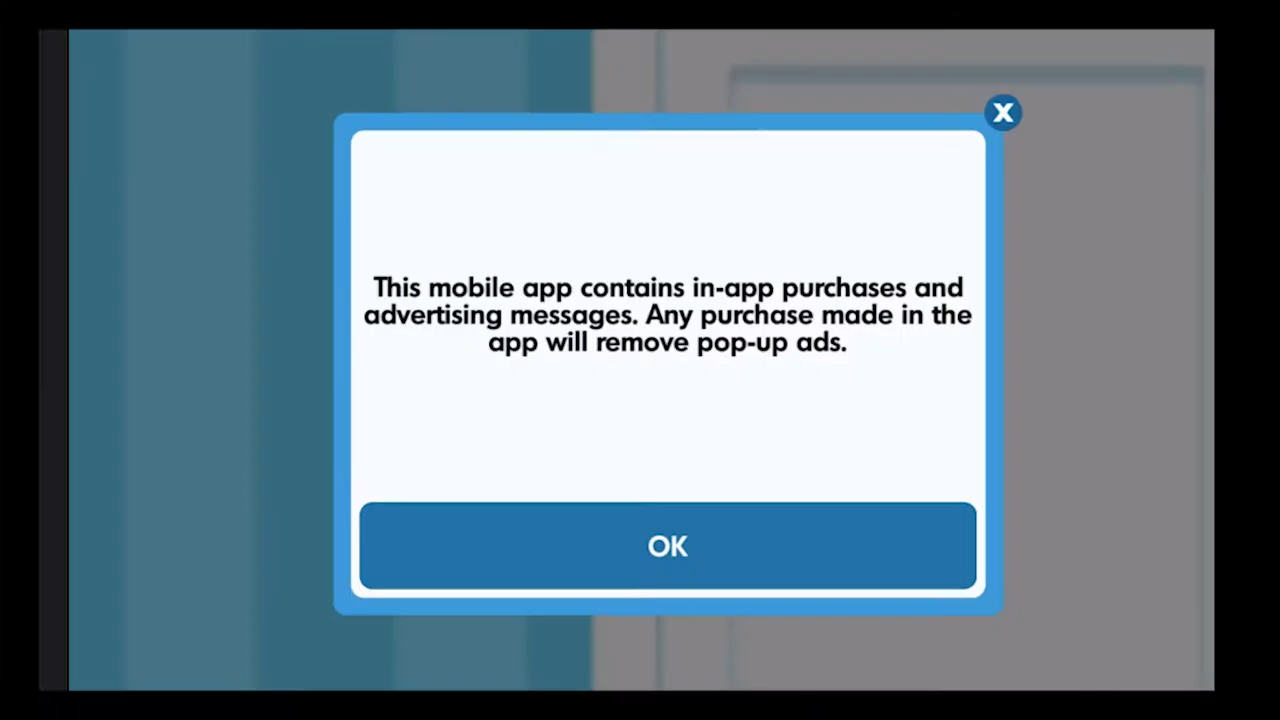 X
This mobile app contains in-app purchases and
advertising messages. Any purchase made in the
app will remove pop-up ads.
OK